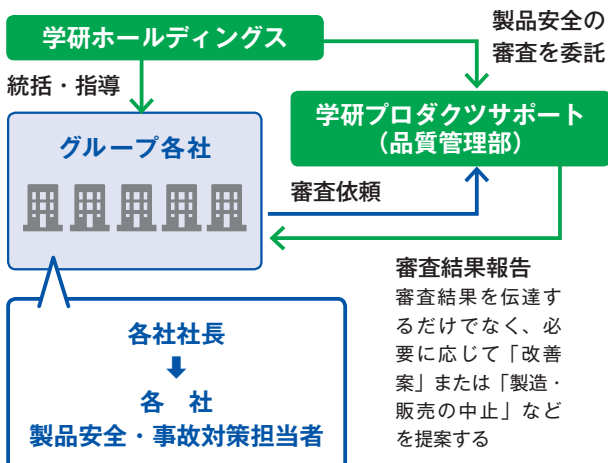 学研ホールディングス
製品安全の
審査を委託
統括・指導
学研プロダクツサポート
（品質管理部）
グループ各社
審査依頼
審査結果報告
審査結果を伝達す
るだけでなく、必
要に応じて「改善
案」または「製造・
販売の中止」など
を提案する
各社社長
各　社
製品安全・事故対策担当者